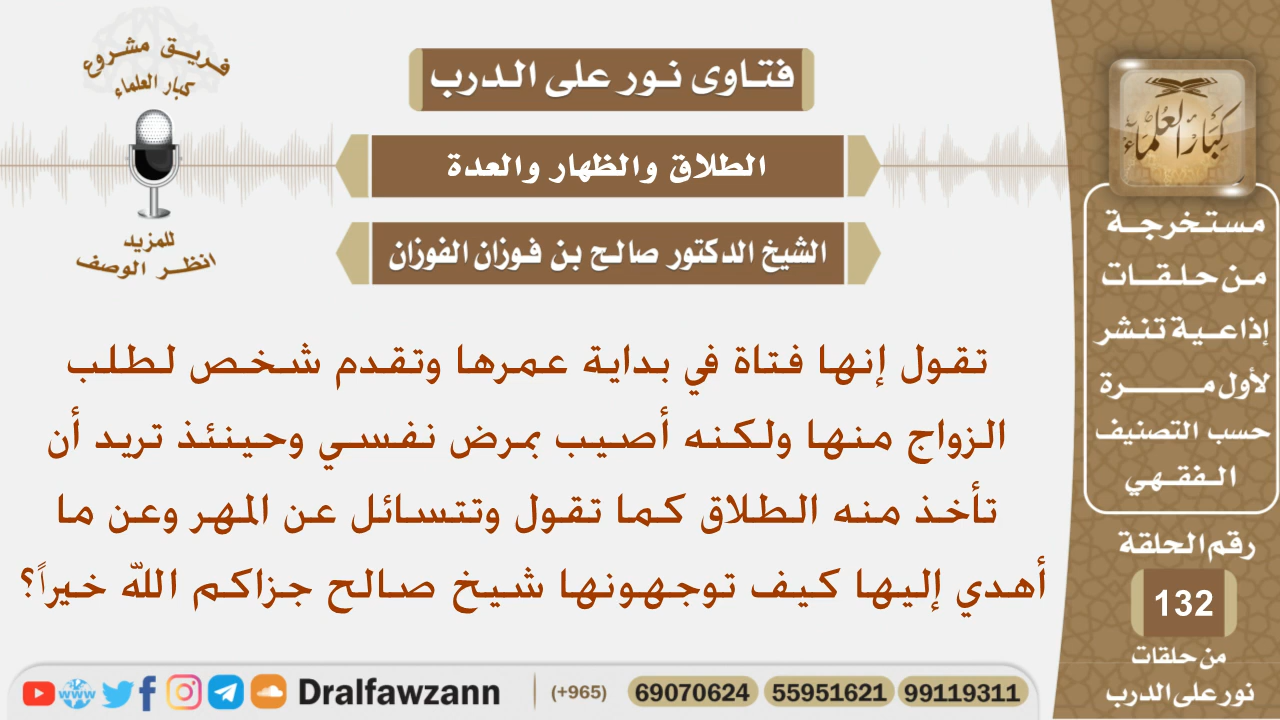 فريق مشروع
كبار العلماء
للمزيد
انظر الوصف
فتاوى نور على الدرب
الطلاق والظهار والعدة
الشيخ الدكتور صالح بن فوزان الفوزان
تقول إنها فتاة في بداية عمرها وتقدم شخص لطلب
الزواج منها ولكنه أصيب بمرض نفسي وحينئذ تريد أن
تأخذ منه الطلاق كما تقول وتتسائل عن المهر وعن ما
أهدي إليها كيف توجهونها شيخ صالح جزاكم الله خيراً؟
كبار العلماء
مستخرجة
من حلقات
إذاعية تنشر
لأول مرة
حسب التصنيف
الفقهي
رقم الحلقة
132
من حلقات
نور على الدرب
www
Dralfawzann
(+965) 69070624 55951621 99119311